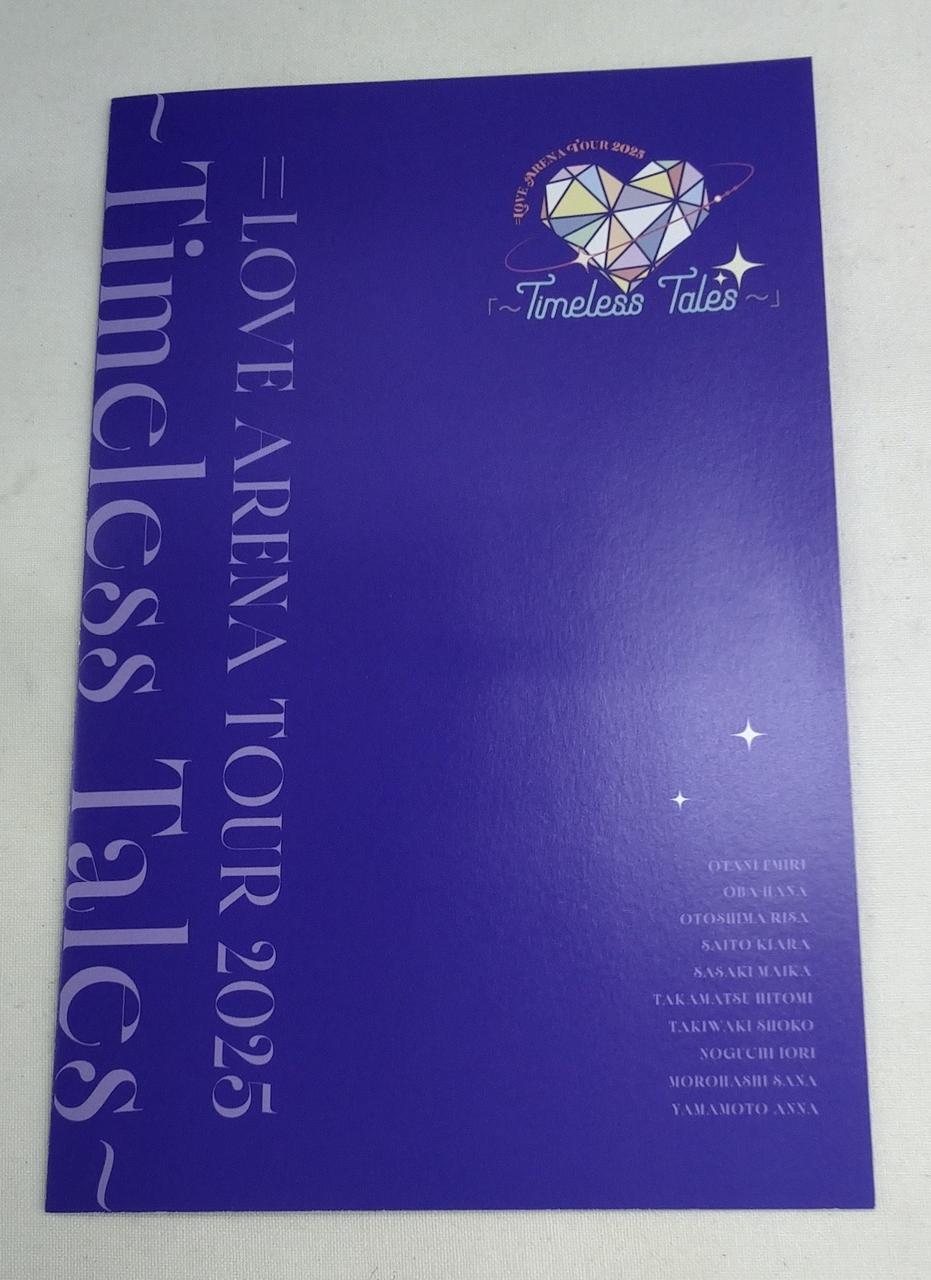 ~Timeless Tales~
=LOVE ARENA TOUR 2025
=LOVE ARENA TOUR 2025
「~Timeless Tales~」
OTANI EMIRI
OBA HANA
OTOSHIMA RISA
SAITO KIARA
SASAKI MAIKA
TAKAMATSU HITOMI
TAKIWAKI SHOKO
NOGUCHI IORI
MOROHASHI SANA
YAMAMOTO ANNA